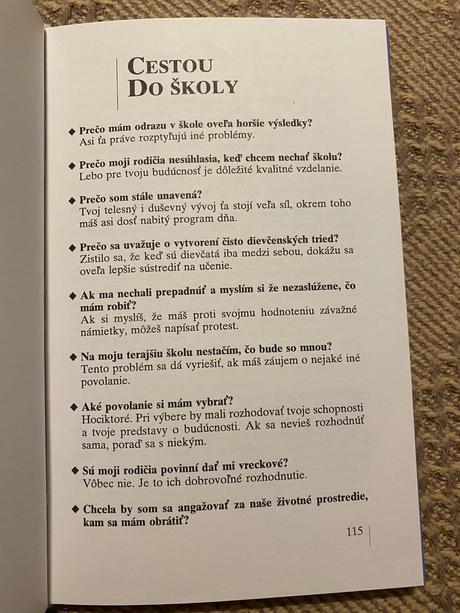 CESTOU
DO ŠKOLY
◆ Prečo mám odrazu v škole oveľa horšie výsledky?
Asi ťa práve rozptyľujú iné problémy.
◆ Prečo moji rodičia nesúhlasia, keď chcem nechať školu?
Lebo pre tvoju budúcnosť je dôležité kvalitné vzdelanie.
◆ Prečo som stále unavená?
Tvoj telesný i duševný vývoj ťa stojí veľa síl, okrem toho
máš asi dosť nabitý program dňa.
◆ Prečo sa uvažuje o vytvorení čisto dievčenských tried?
Zistilo sa, že keď sú dievčatá iba medzi sebou, dokážu sa
oveľa lepšie sústrediť na učenie.
◆ Ak ma nechali prepadnúť a myslím si že nezaslúžene, čo
mám robiť?
Ak si myslíš, že máš proti svojmu hodnoteniu závažné
námietky, môžeš napísať protest.
◆ Na moju terajšiu školu nestačím, čo bude so mnou?
Tento problém sa dá vyriešiť, ak máš záujem o nejaké iné
povolanie.
◆ Aké povolanie si mám vybrať?
Hociktoré. Pri výbere by mali rozhodovať tvoje schopnosti
a tvoje predstavy o budúcnosti. Ak sa nevieš rozhodnúť
sama, poraď sa s niekým.
◆ Sú moji rodičia povinní dať mi vreckové?
Vôbec nie. Je to ich dobrovoľné rozhodnutie.
◆ Chcela by som sa angažovať za naše životné prostredie,
kam sa mám obrátiť?
115